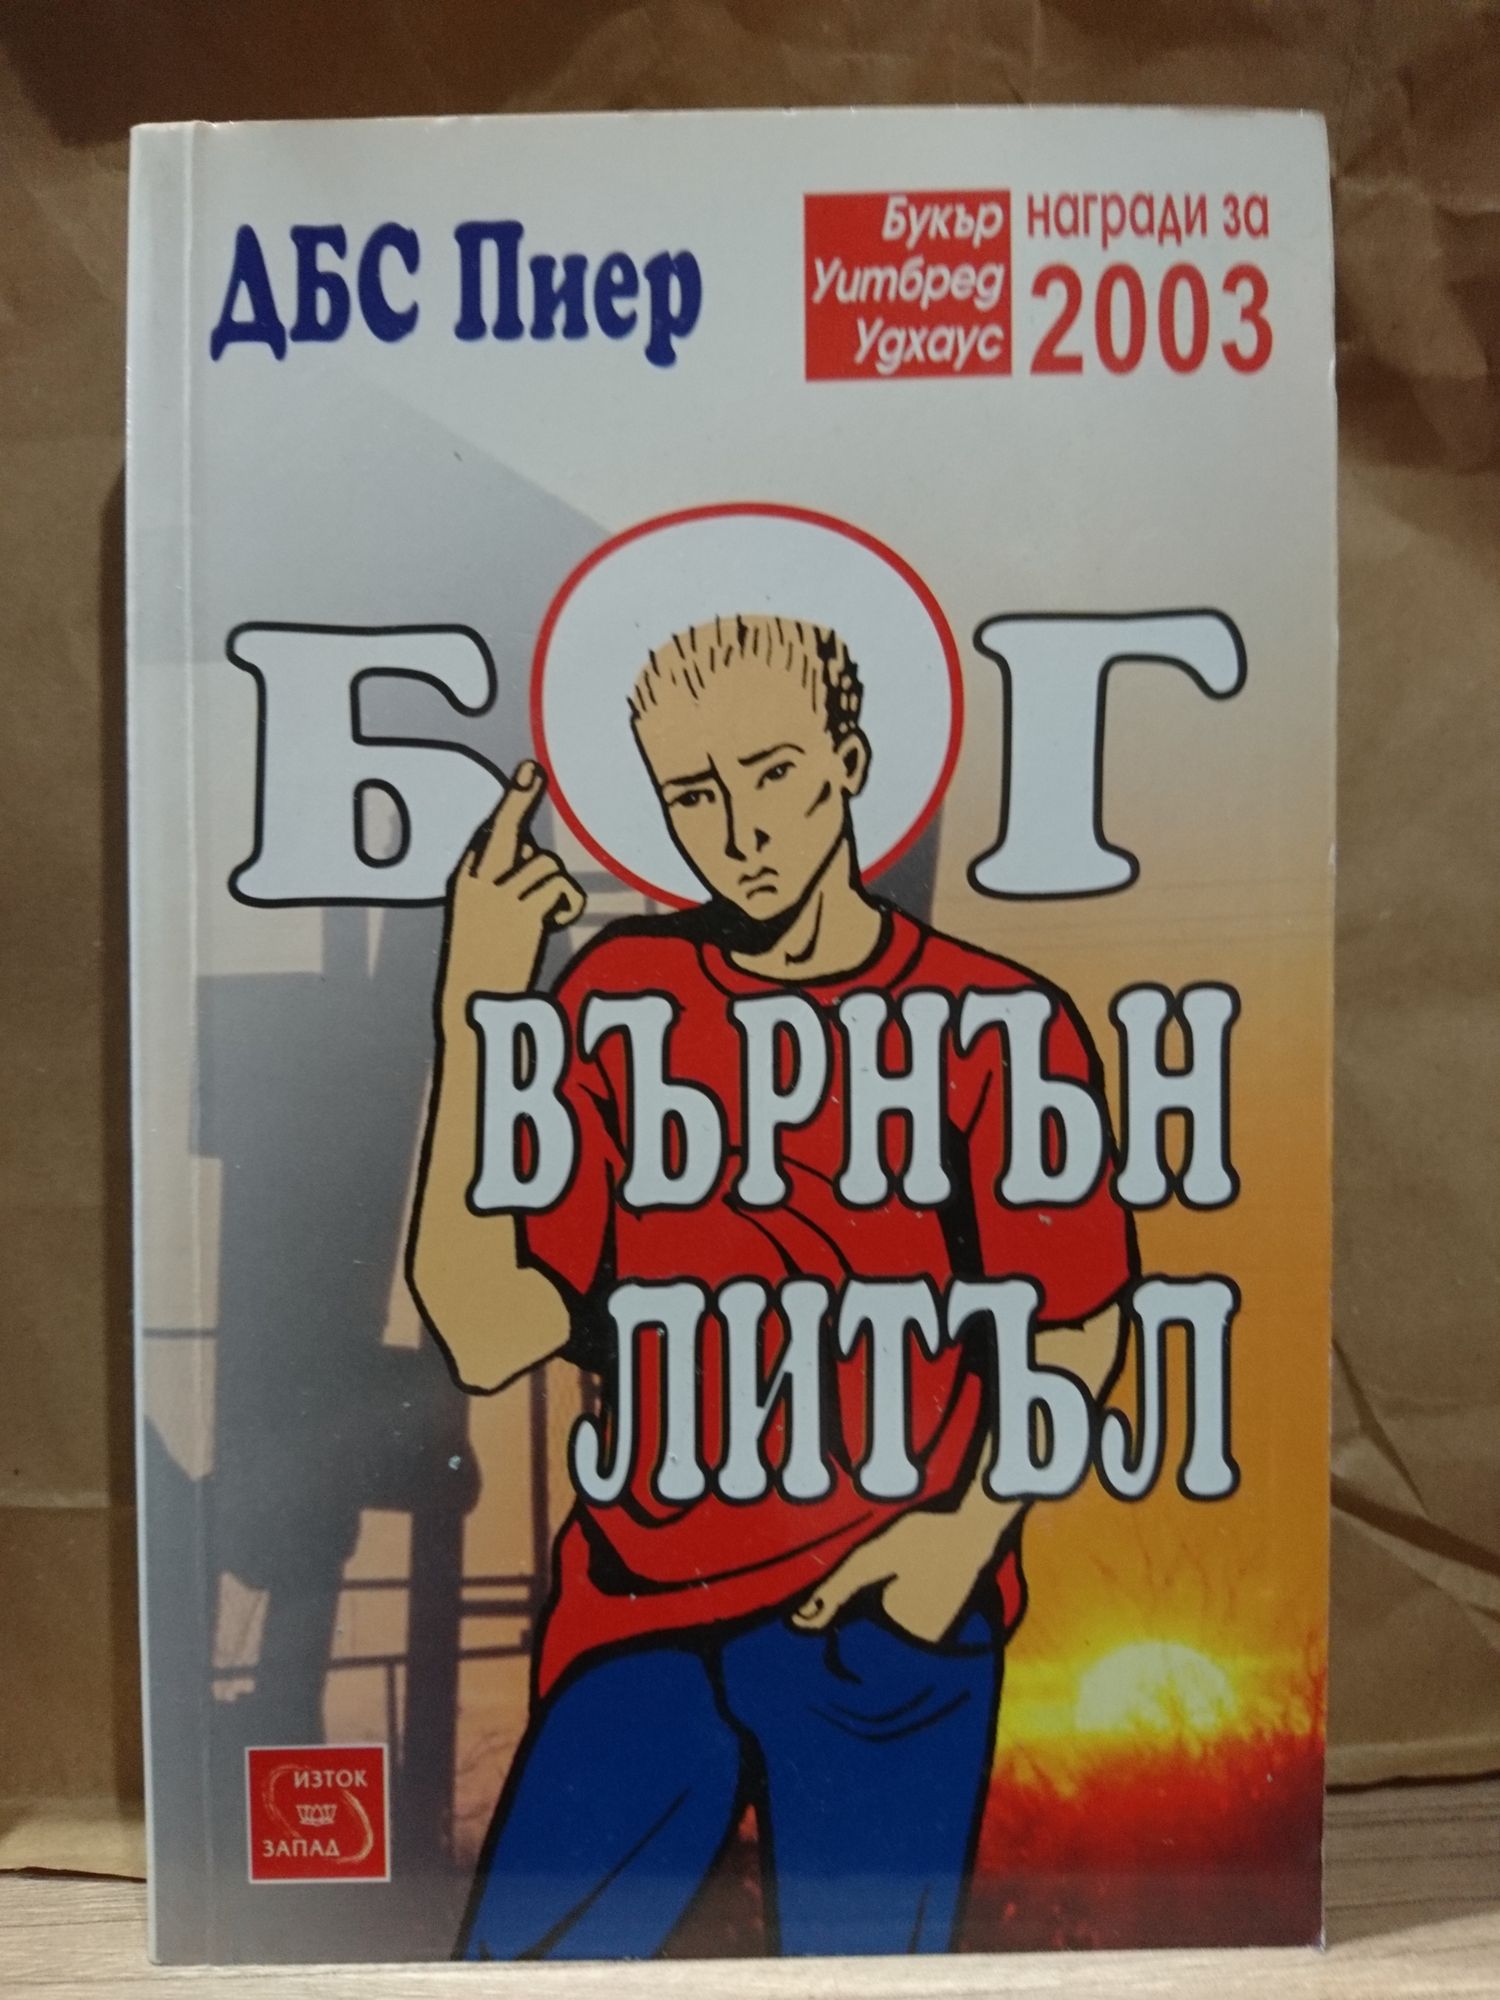 ДБС Пиер
Букър
Уитбред
Удхаус
награди за
2003
БОГ
ВЪРНЪН
ЛИТЪЛ
ИЗТОК
ЗАПАД